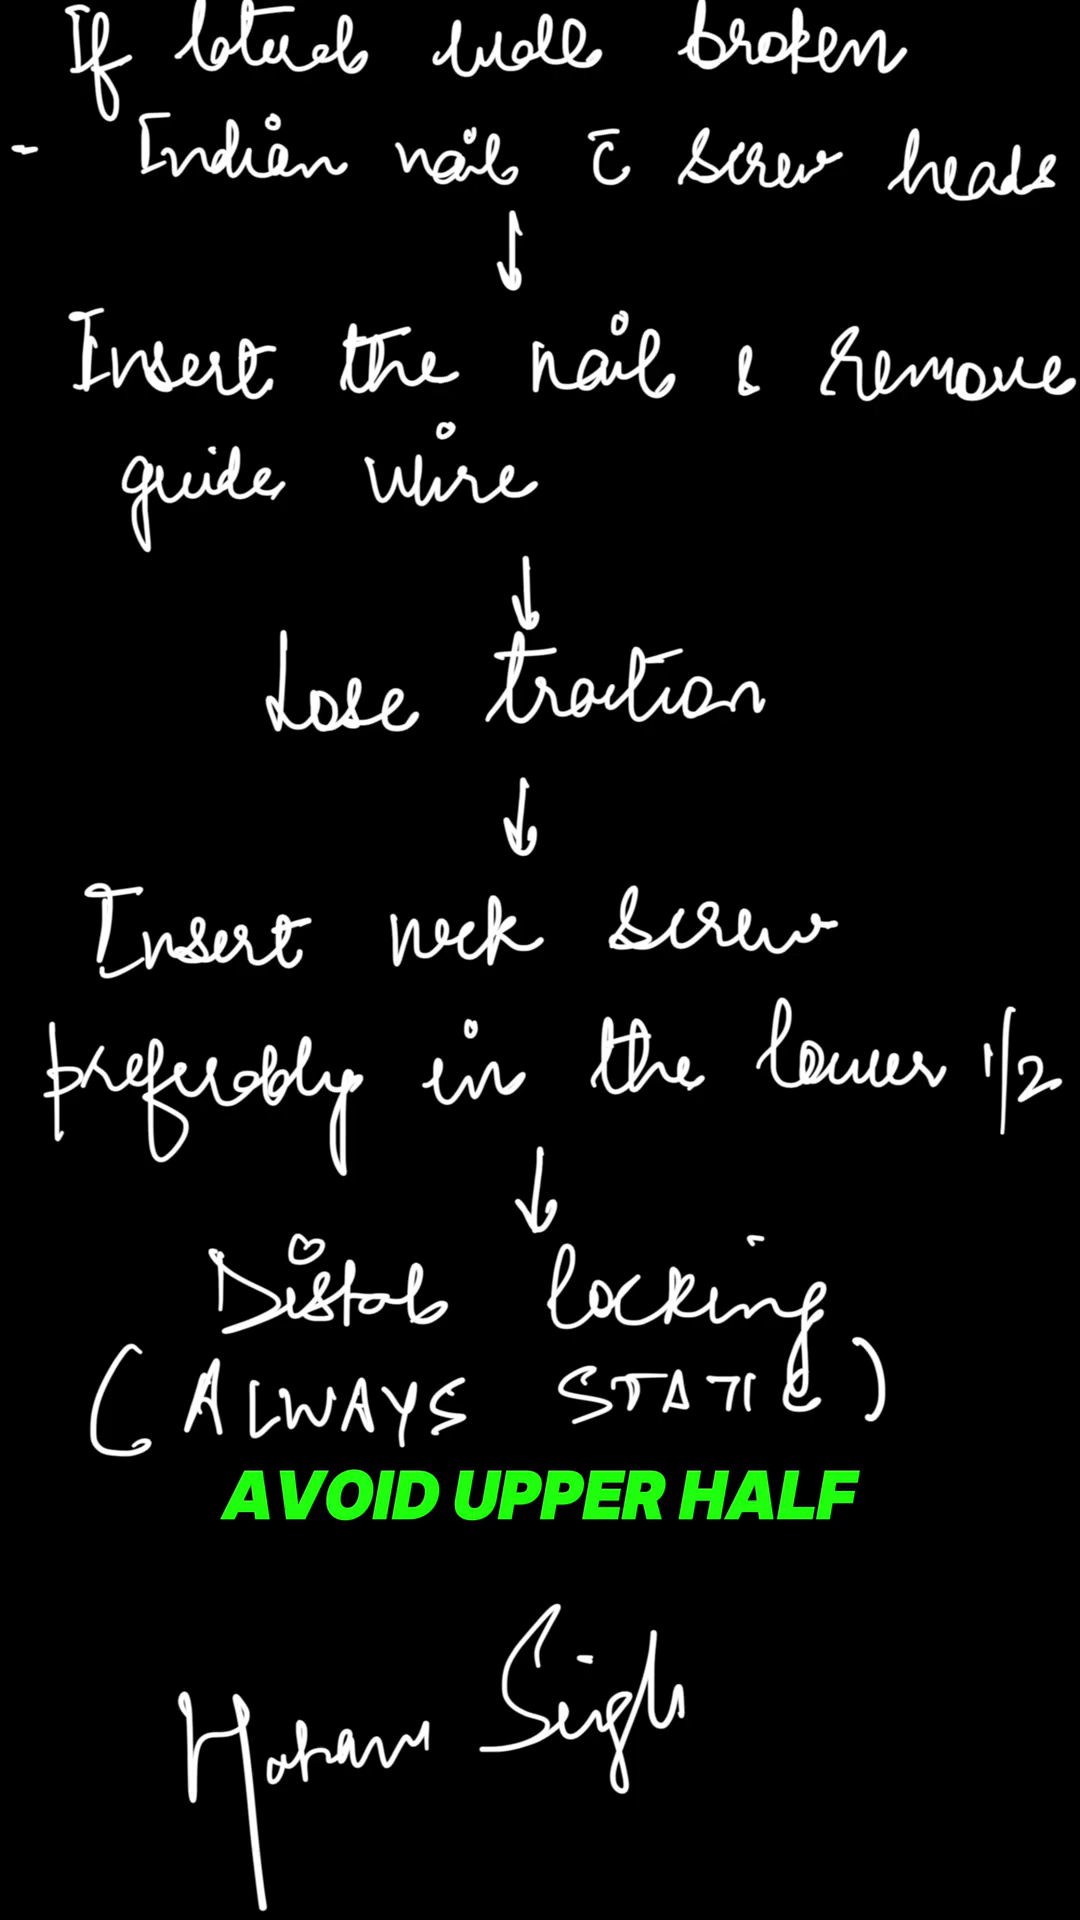 If lateral wall broken
- Indian nail c̄ screw heads
↓
Insert the nail & remove
guide wire
↓
Lose traction
↓
Insert neck screw
preferably in the lower 1/2
↓
Distal locking
(ALWAYS STATIC)
AVOID UPPER HALF
Singh